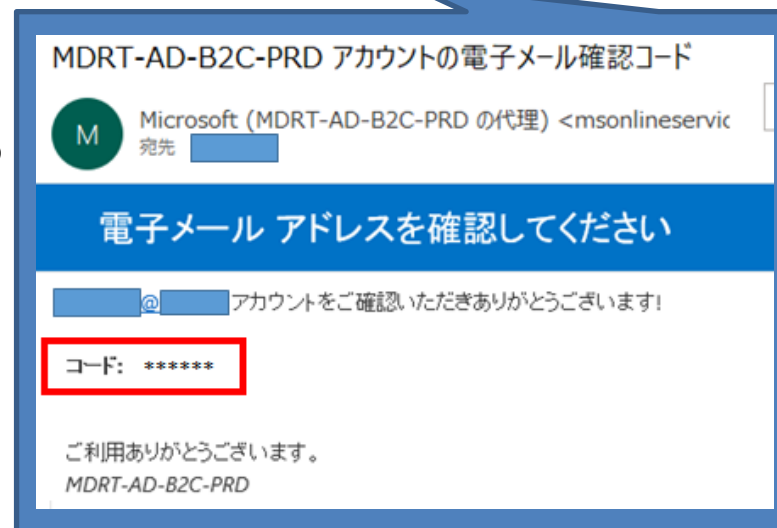 MDRT-AD-B2C-PRD アカウントの電子メール確認コード
M
Microsoft (MDRT-AD-B2C-PRD の代理) <msonlineservic
宛先
電子メール アドレスを確認してください
@ アカウントをご確認いただきありがとうございます!
コード: ******
ご利用ありがとうございます。
MDRT-AD-B2C-PRD